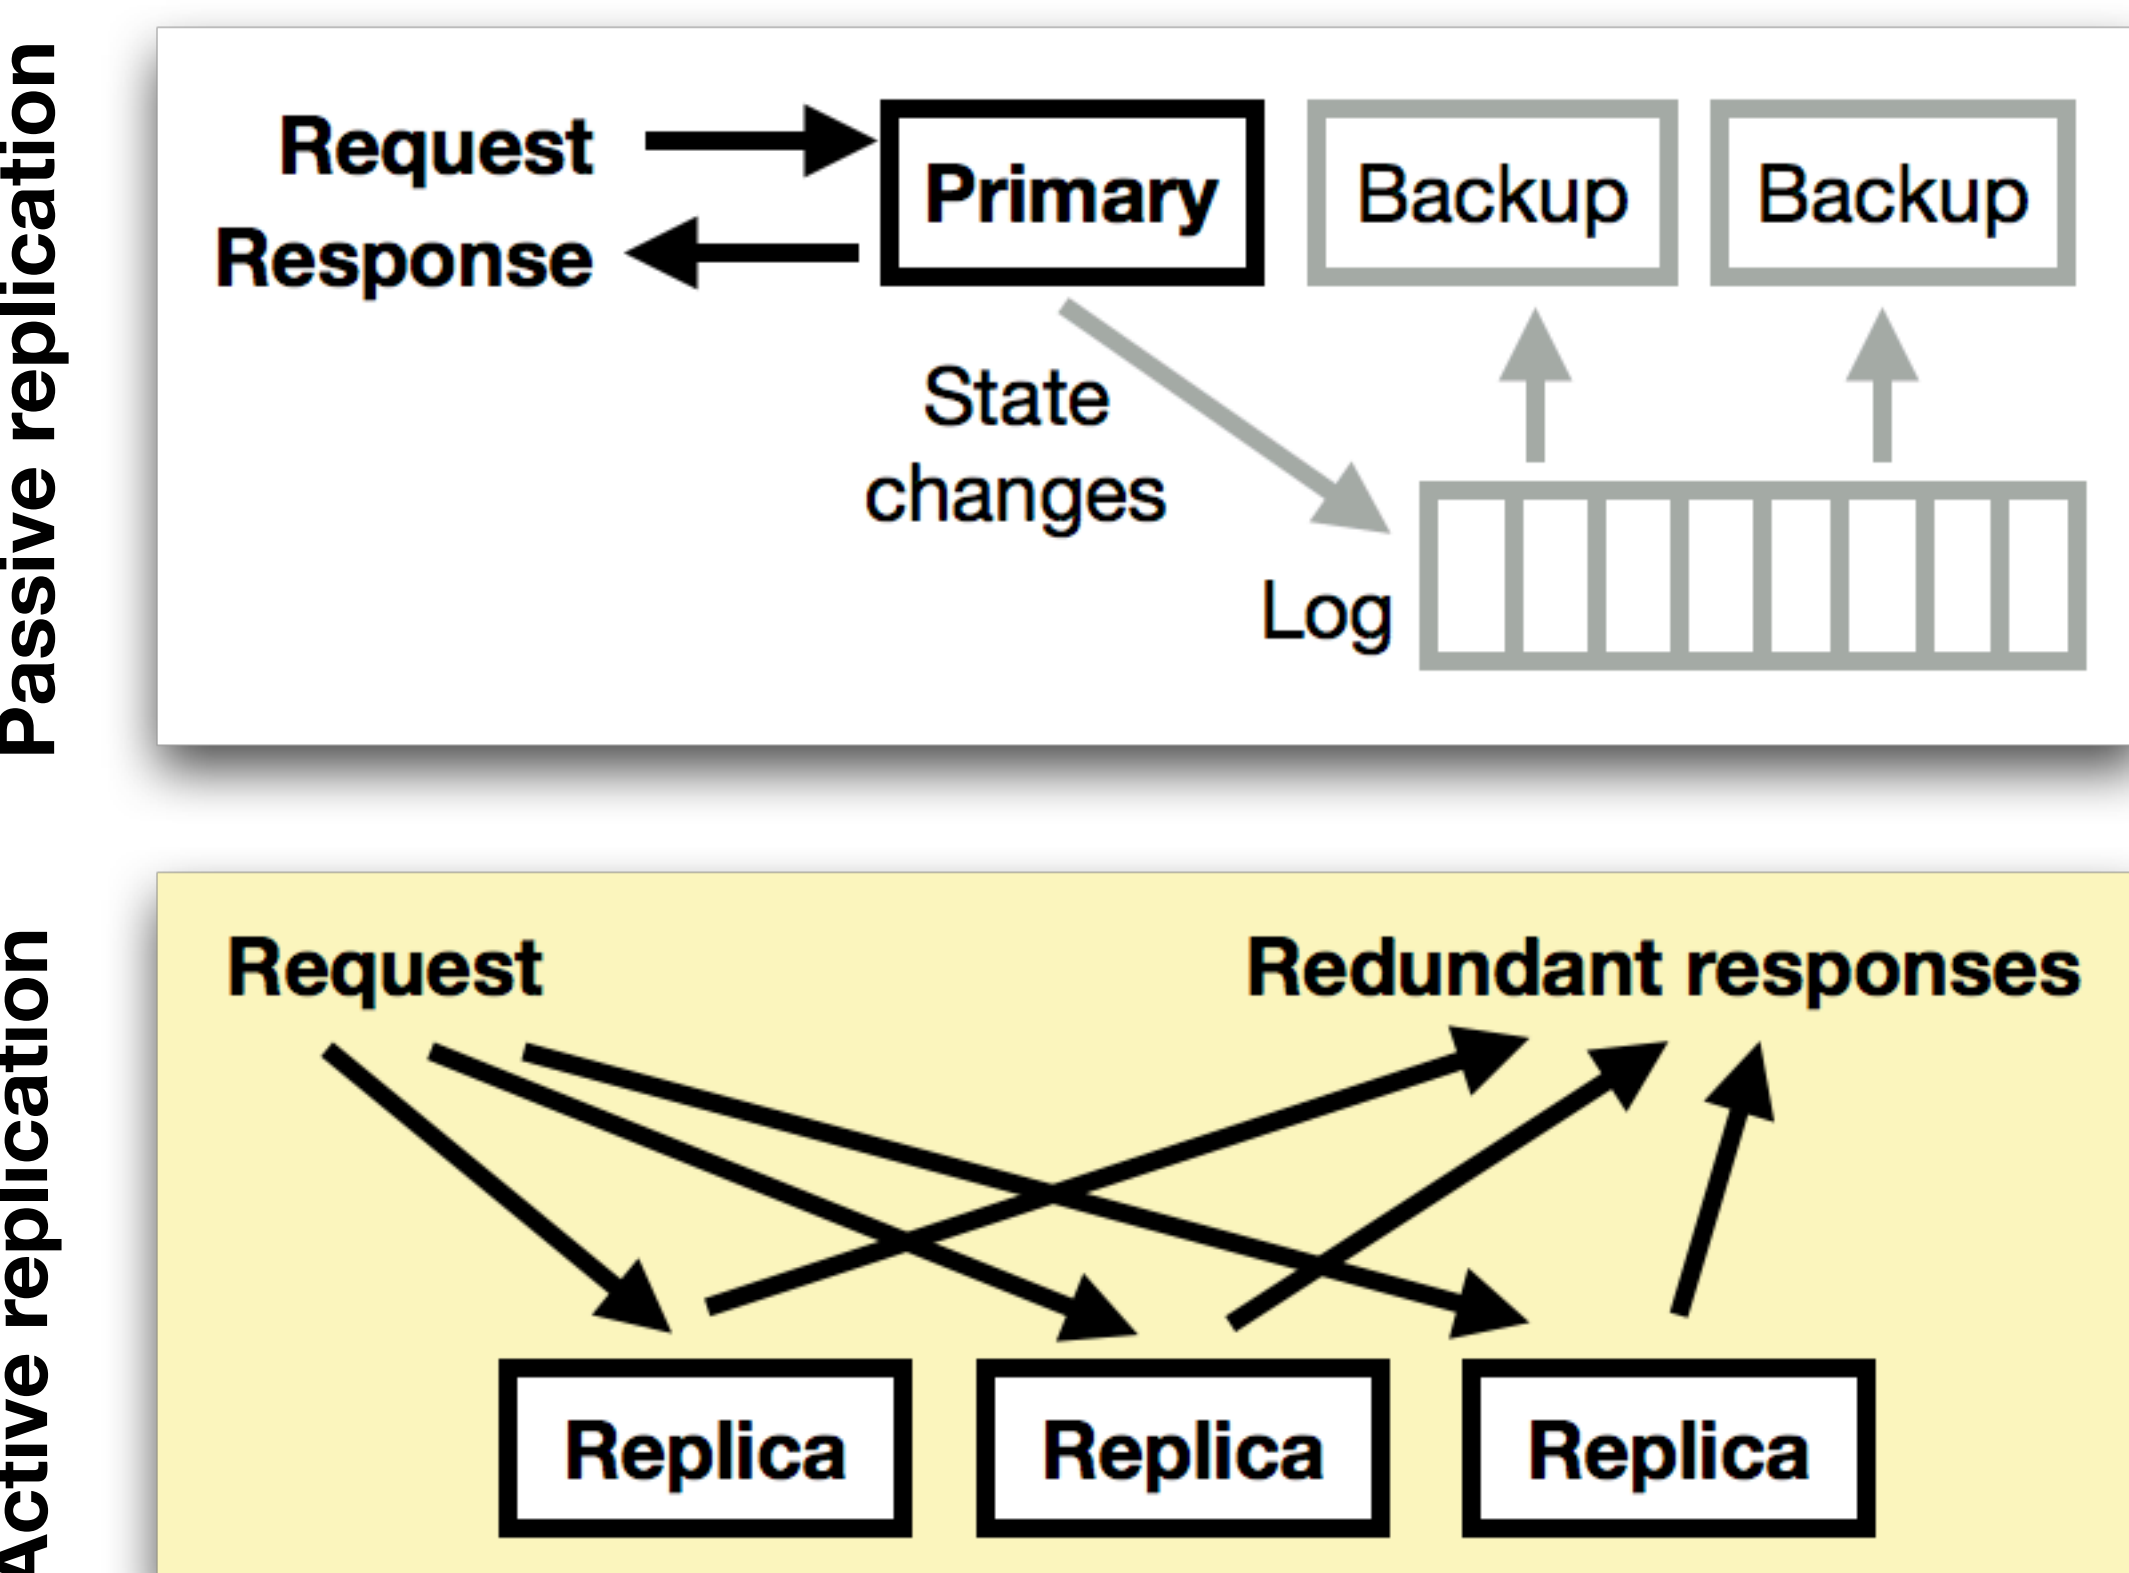 Passive replication
Request
Response
Primary
Backup
Backup
State
changes
Log
Active replication
Request
Redundant responses
Replica
Replica
Replica